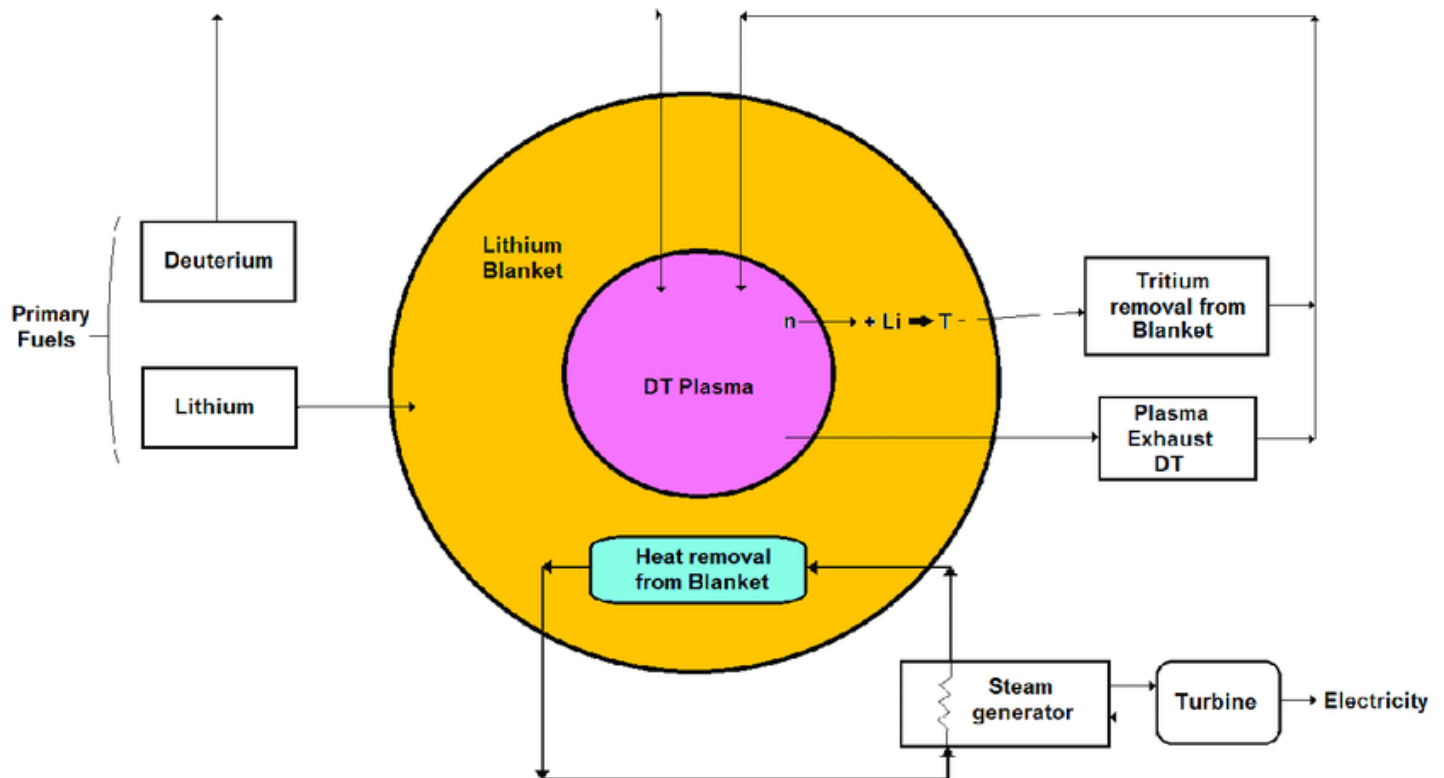 Deuterium
Primary
Fuels
Lithium
Lithium
Blanket
DT Plasma
n + Li T
Tritium
removal from
Blanket
Plasma
Exhaust
DT
Heat removal
from Blanket
Steam
generator
Turbine
Electricity